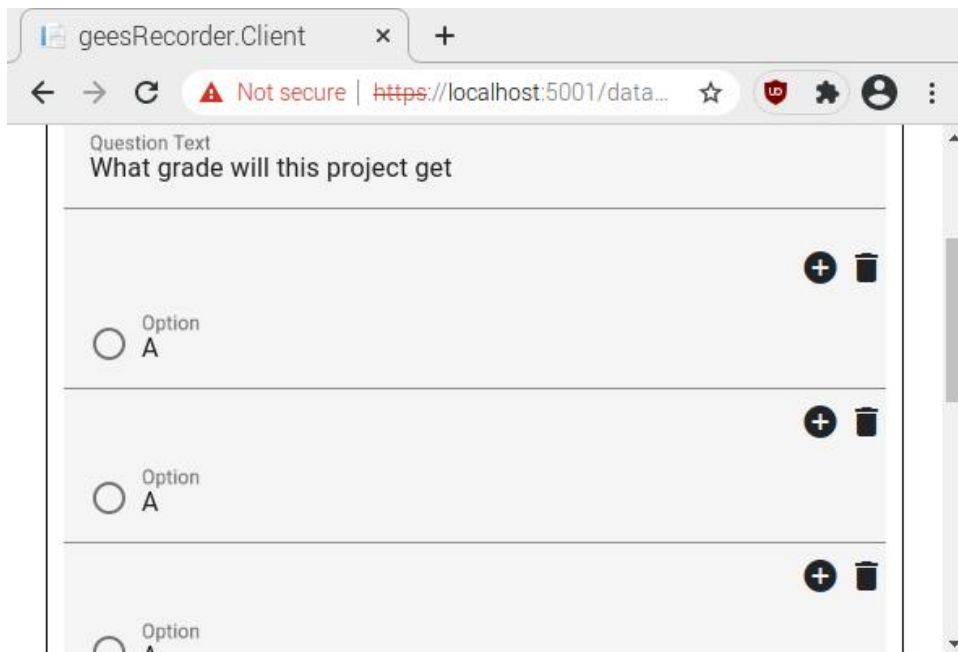 geesRecorder.Client
Not secure | https://localhost:5001/data...
Question Text
What grade will this project get
Option
A
Option
A
Option